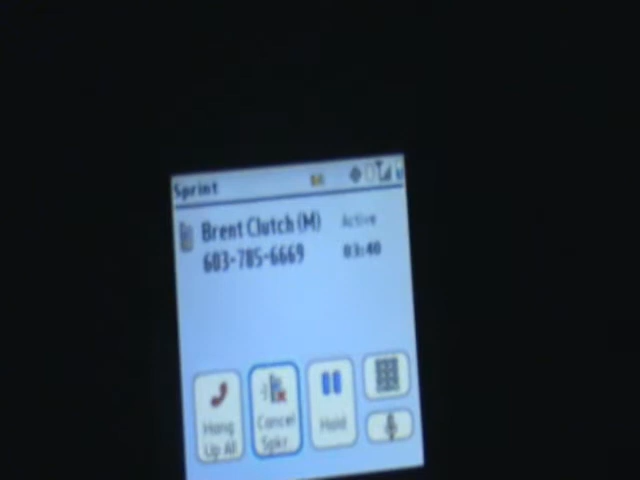 Sprint
Brent Clutch (M) Active
603-785-6669 03:40
Hang Up All
Cancel Spkr.
Hold